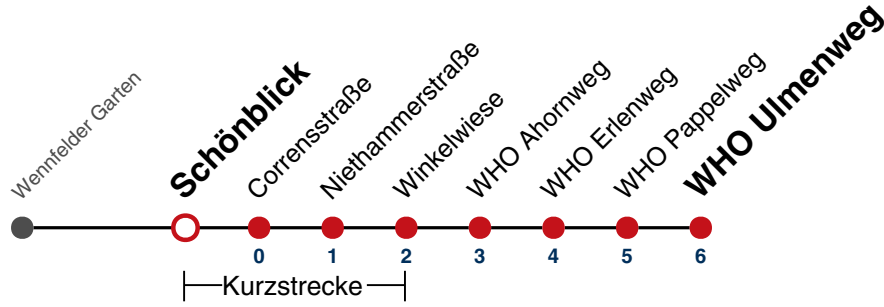 Wennfelder Garten
Schönblick
Corrensstraße
Niethammerstraße
Winkelwiese
WHO Ahornweg
WHO Erlenweg
WHO Pappelweg
WHO Ulmenweg
0 1 2 3 4 5 6
Kurzstrecke